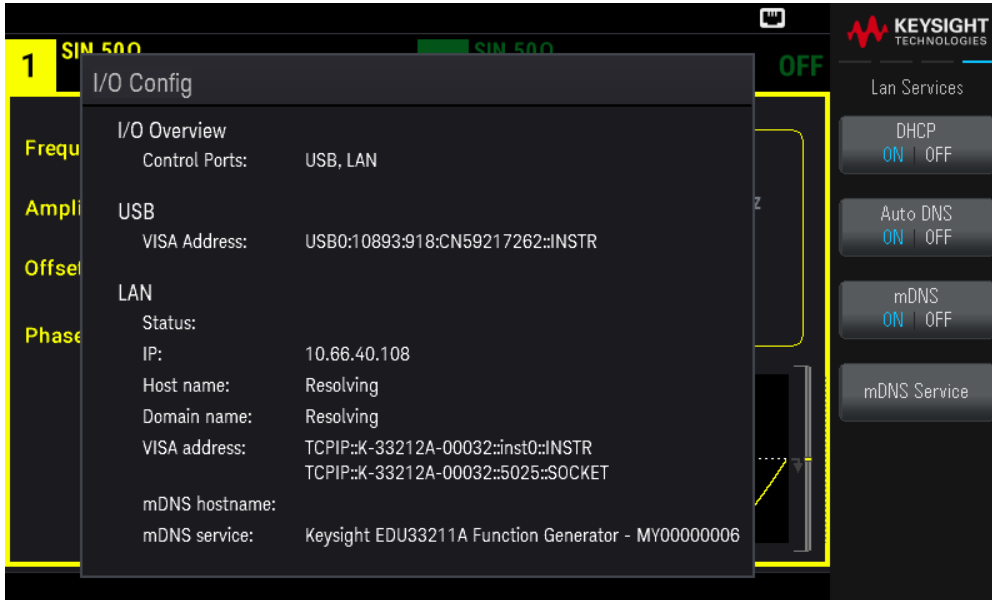 KEYSIGHT
TECHNOLOGIES
1
SIN 50Ω
SIN 50Ω
OFF
Lan Services
I/O Config
I/O Overview
Control Ports: USB, LAN
USB
VISA Address: USB0:10893:918:CN59217262::INSTR
LAN
Status:
IP: 10.66.40.108
Host name: Resolving
Domain name: Resolving
VISA address: TCPIP::K-33212A-00032::inst0::INSTR
TCPIP::K-33212A-00032::5025::SOCKET
mDNS hostname:
mDNS service: Keysight EDU33211A Function Generator - MY00000006
Frequ
Ampli
Offset
Phase
z
DHCP
ON | OFF
Auto DNS
ON | OFF
mDNS
ON | OFF
mDNS Service